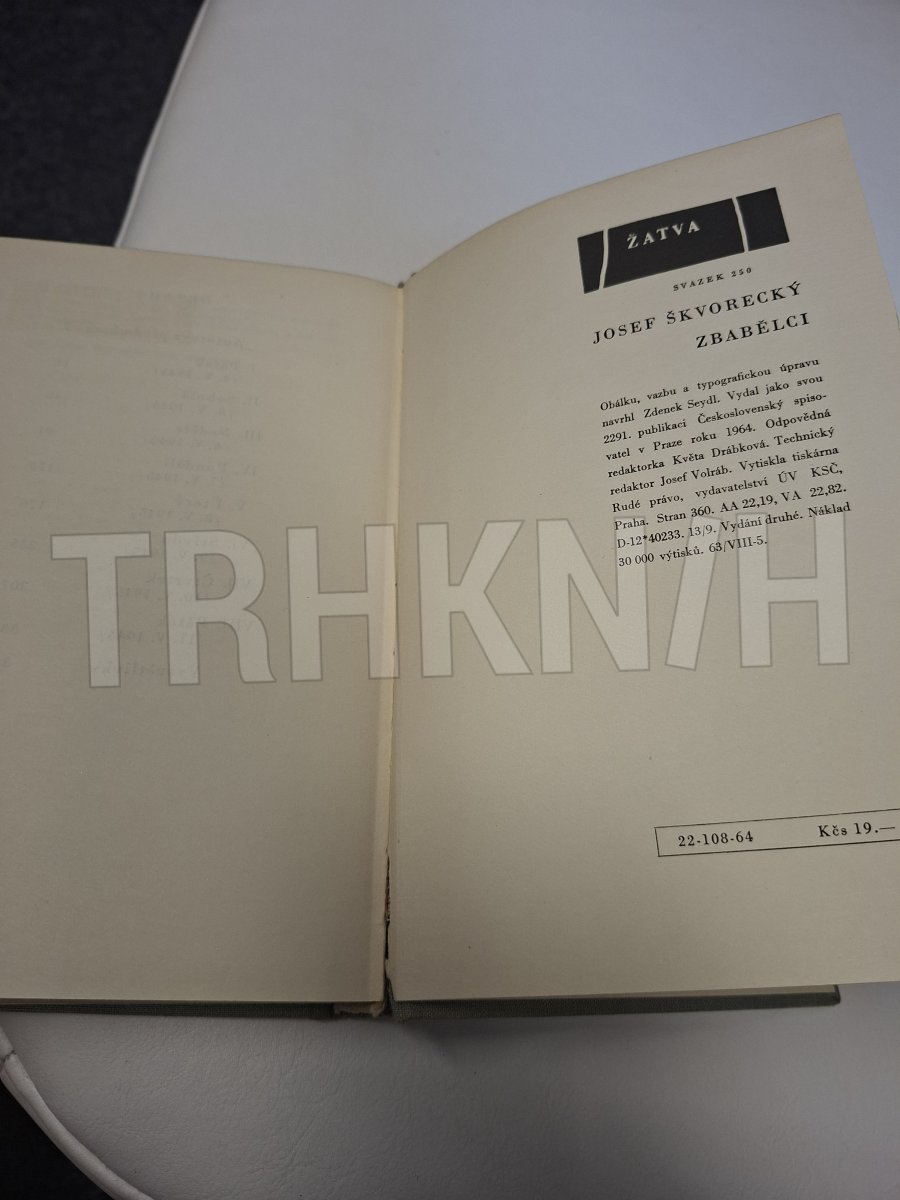 ŽATVA
SVAZEK 250
JOSEF ŠKVORECKÝ
ZBABĚLCI
Obálku, vazbu a typografickou úpravu
navrhl Zdenek Seydl. Vydal jako svou
2291. publikaci Československý spiso-
vatel v Praze roku 1964. Odpovědná
redaktorka Květa Drábková. Technický
redaktor Josef Volráb. Vytiskla tiskárna
Rudé právo, vydavatelství ÚV KSČ,
Praha. Stran 360. AA 22,19, VA 22,82.
D-12*40233. 13/9. Vydání druhé. Náklad
30 000 výtisků. 63/VIII-5.
TRHKNIH
22-108-64 Kčs 19.—